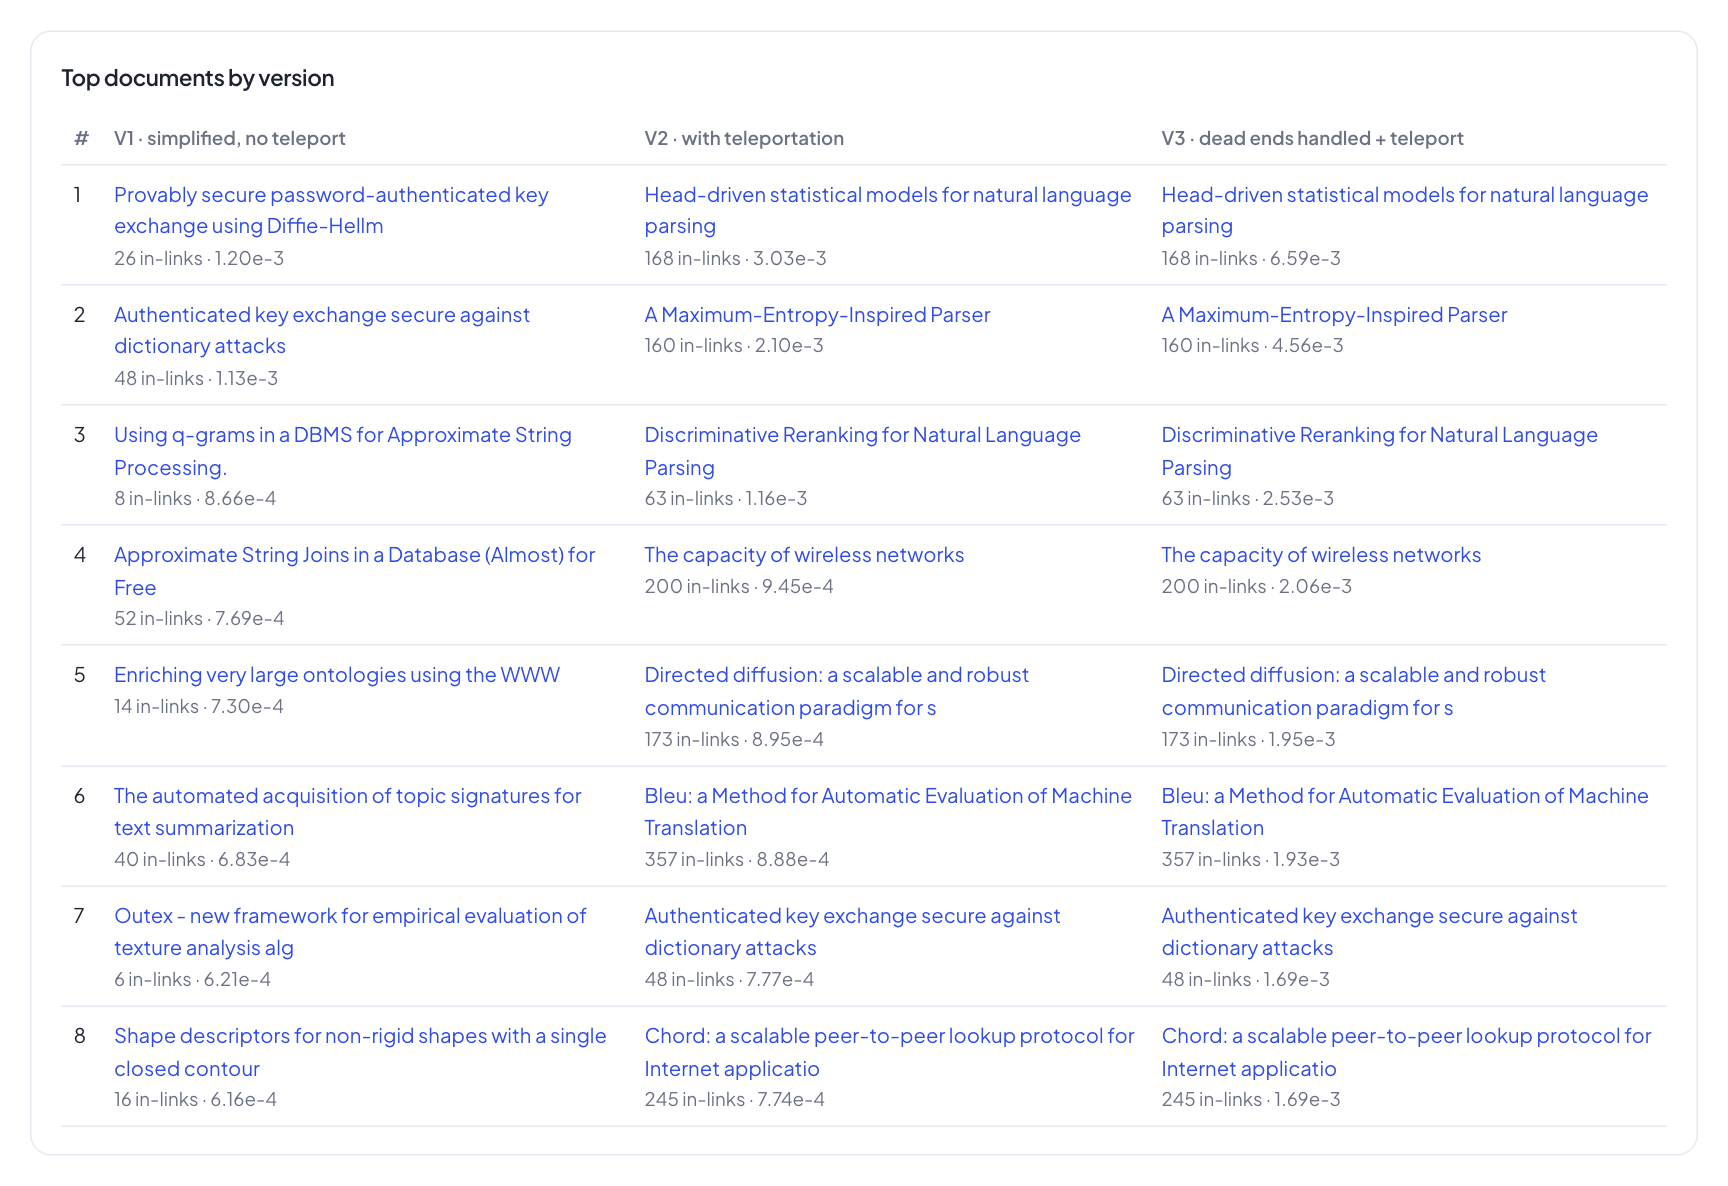 Top documents by version
# V1 · simplified, no teleport V2 · with teleportation V3 · dead ends handled + teleport
1 Provably secure password-authenticated key Head-driven statistical models for natural language Head-driven statistical models for natural language
exchange using Diffie-Hellm parsing parsing
26 in-links · 1.20e-3 168 in-links · 3.03e-3 168 in-links · 6.59e-3
2 Authenticated key exchange secure against A Maximum-Entropy-Inspired Parser A Maximum-Entropy-Inspired Parser
dictionary attacks 160 in-links · 2.10e-3 160 in-links · 4.56e-3
48 in-links · 1.13e-3
3 Using q-grams in a DBMS for Approximate String Discriminative Reranking for Natural Language Discriminative Reranking for Natural Language
Processing. Parsing Parsing
8 in-links · 8.66e-4 63 in-links · 1.16e-3 63 in-links · 2.53e-3
4 Approximate String Joins in a Database (Almost) for The capacity of wireless networks The capacity of wireless networks
Free 200 in-links · 9.45e-4 200 in-links · 2.06e-3
52 in-links · 7.69e-4
5 Enriching very large ontologies using the WWW Directed diffusion: a scalable and robust Directed diffusion: a scalable and robust
14 in-links · 7.30e-4 communication paradigm for s communication paradigm for s
173 in-links · 8.95e-4 173 in-links · 1.95e-3
6 The automated acquisition of topic signatures for Bleu: a Method for Automatic Evaluation of Machine Bleu: a Method for Automatic Evaluation of Machine
text summarization Translation Translation
40 in-links · 6.83e-4 357 in-links · 8.88e-4 357 in-links · 1.93e-3
7 Outex - new framework for empirical evaluation of Authenticated key exchange secure against Authenticated key exchange secure against
texture analysis alg dictionary attacks dictionary attacks
6 in-links · 6.21e-4 48 in-links · 7.77e-4 48 in-links · 1.69e-3
8 Shape descriptors for non-rigid shapes with a single Chord: a scalable peer-to-peer lookup protocol for Chord: a scalable peer-to-peer lookup protocol for
closed contour Internet applicatio Internet applicatio
16 in-links · 6.16e-4 245 in-links · 7.74e-4 245 in-links · 1.69e-3